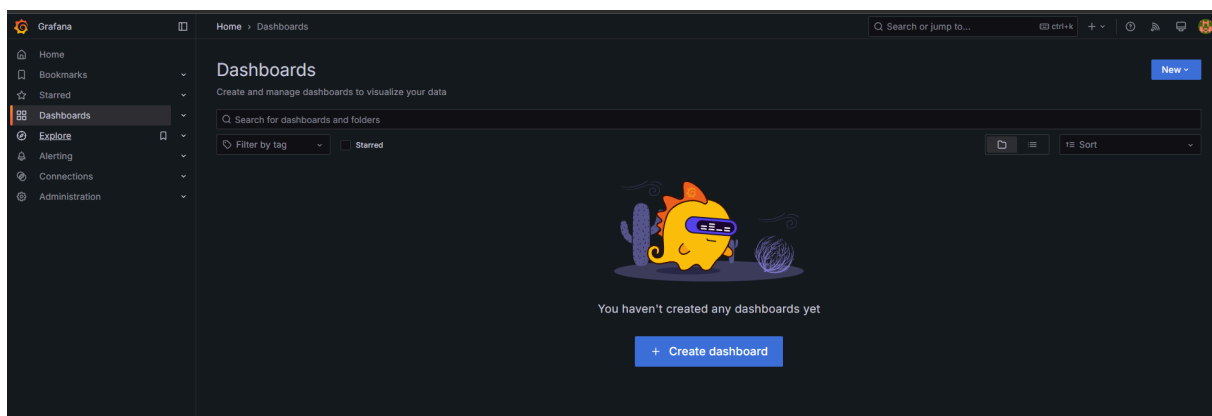 Grafana
Home › Dashboards
Search or jump to...
ctrl+k
Home
Bookmarks
Starred
Dashboards
Explore
Alerting
Connections
Administration
Dashboards
New
Create and manage dashboards to visualize your data
Search for dashboards and folders
Filter by tag
Starred
Sort
You haven't created any dashboards yet
+ Create dashboard